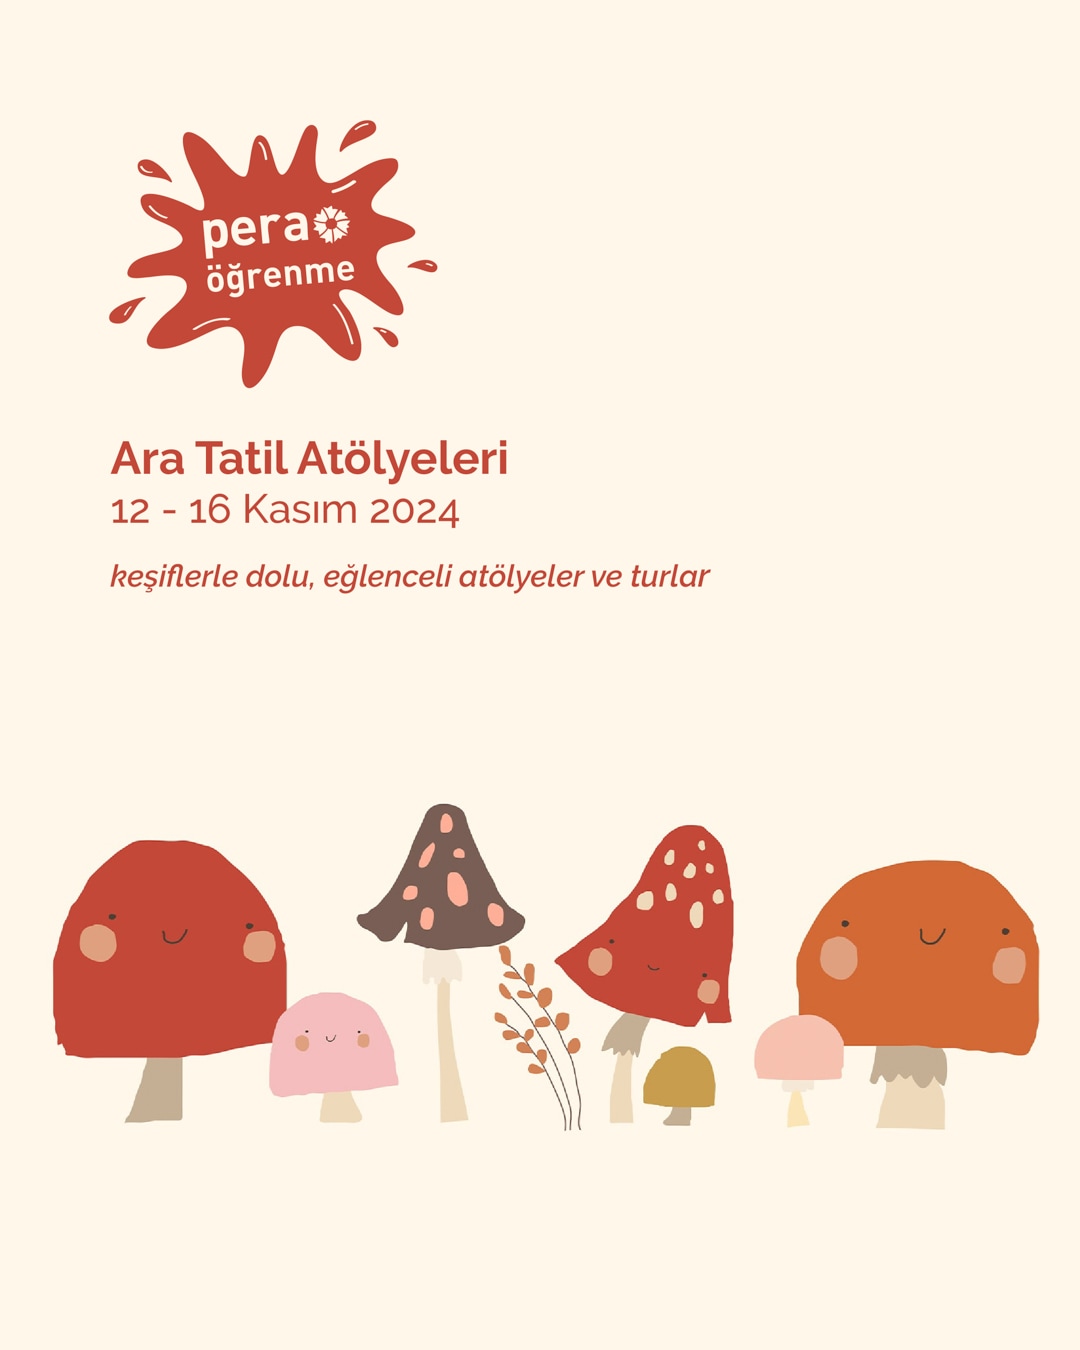 pera
öğrenme
Ara Tatil Atölyeleri
12 - 16 Kasım 2024
keşiflerle dolu, eğlenceli atölyeler ve turlar